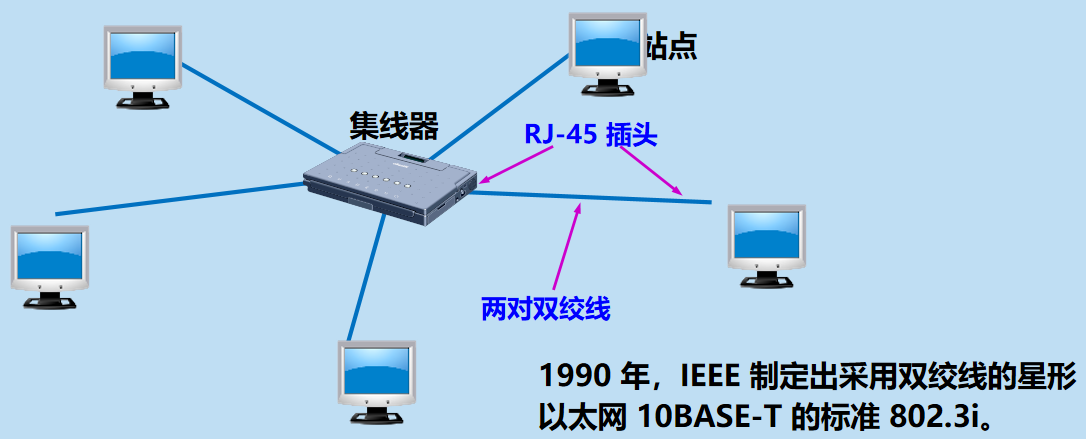 站点
集线器
RJ-45 插头
两对双绞线
1990 年，IEEE 制定出采用双绞线的星形
以太网 10BASE-T 的标准 802.3i。